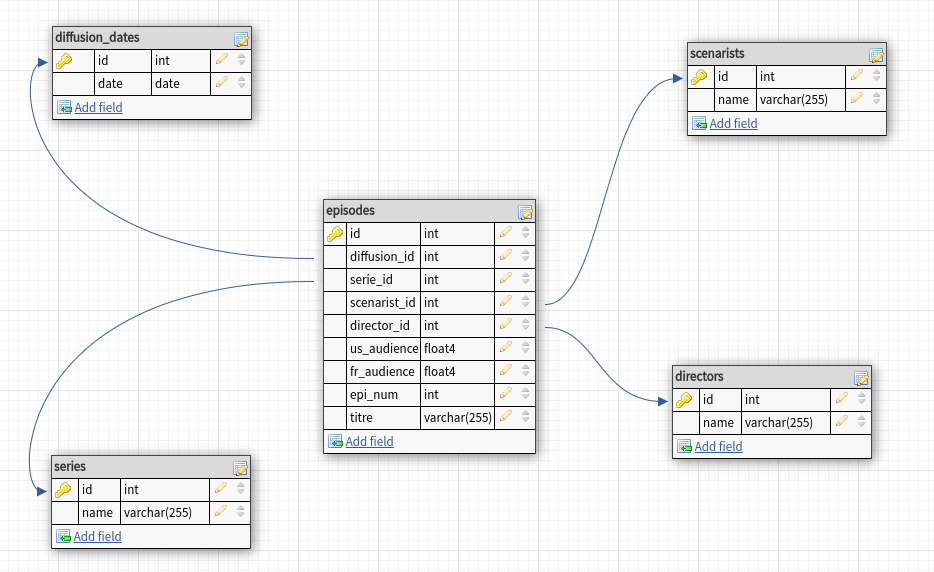 diffusion_dates
id int
date date
Add field
scenarists
id int
name varchar(255)
Add field
episodes
id int
diffusion_id int
serie_id int
scenarist_id int
director_id int
us_audience float4
fr_audience float4
epi_num int
titre varchar(255)
Add field
directors
id int
name varchar(255)
Add field
series
id int
name varchar(255)
Add field